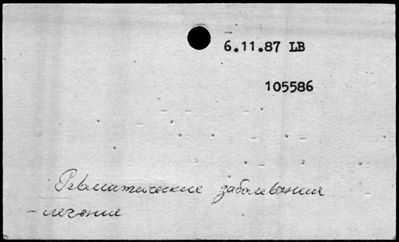 6.11.87 LB
105586
Ревматические заболевания
- лечение